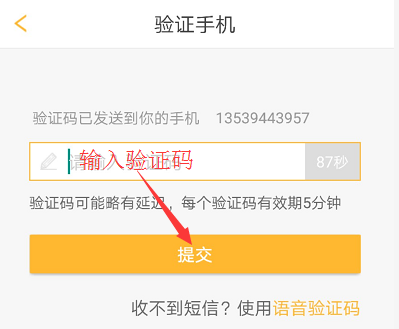 验证手机
验证码已发送到你的手机 13539443957
输入验证码 87秒
验证码可能略有延迟，每个验证码有效期5分钟
提交
收不到短信？使用语音验证码